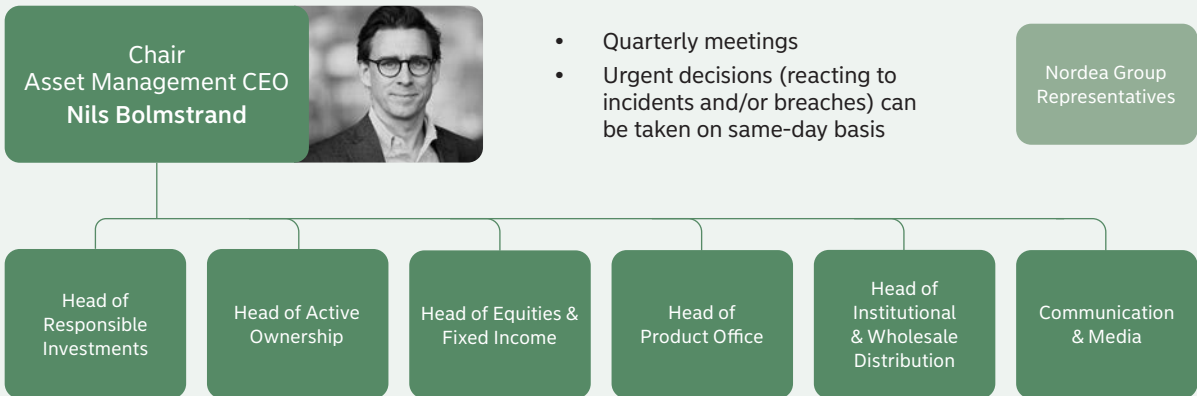 Chair
Asset Management CEO
Nils Bolmstrand
• Quarterly meetings
• Urgent decisions (reacting to
incidents and/or breaches) can
be taken on same-day basis
Nordea Group
Representatives
Head of
Responsible
Investments
Head of Active
Ownership
Head of Equities &
Fixed Income
Head of
Product Office
Head of
Institutional
& Wholesale
Distribution
Communication
& Media